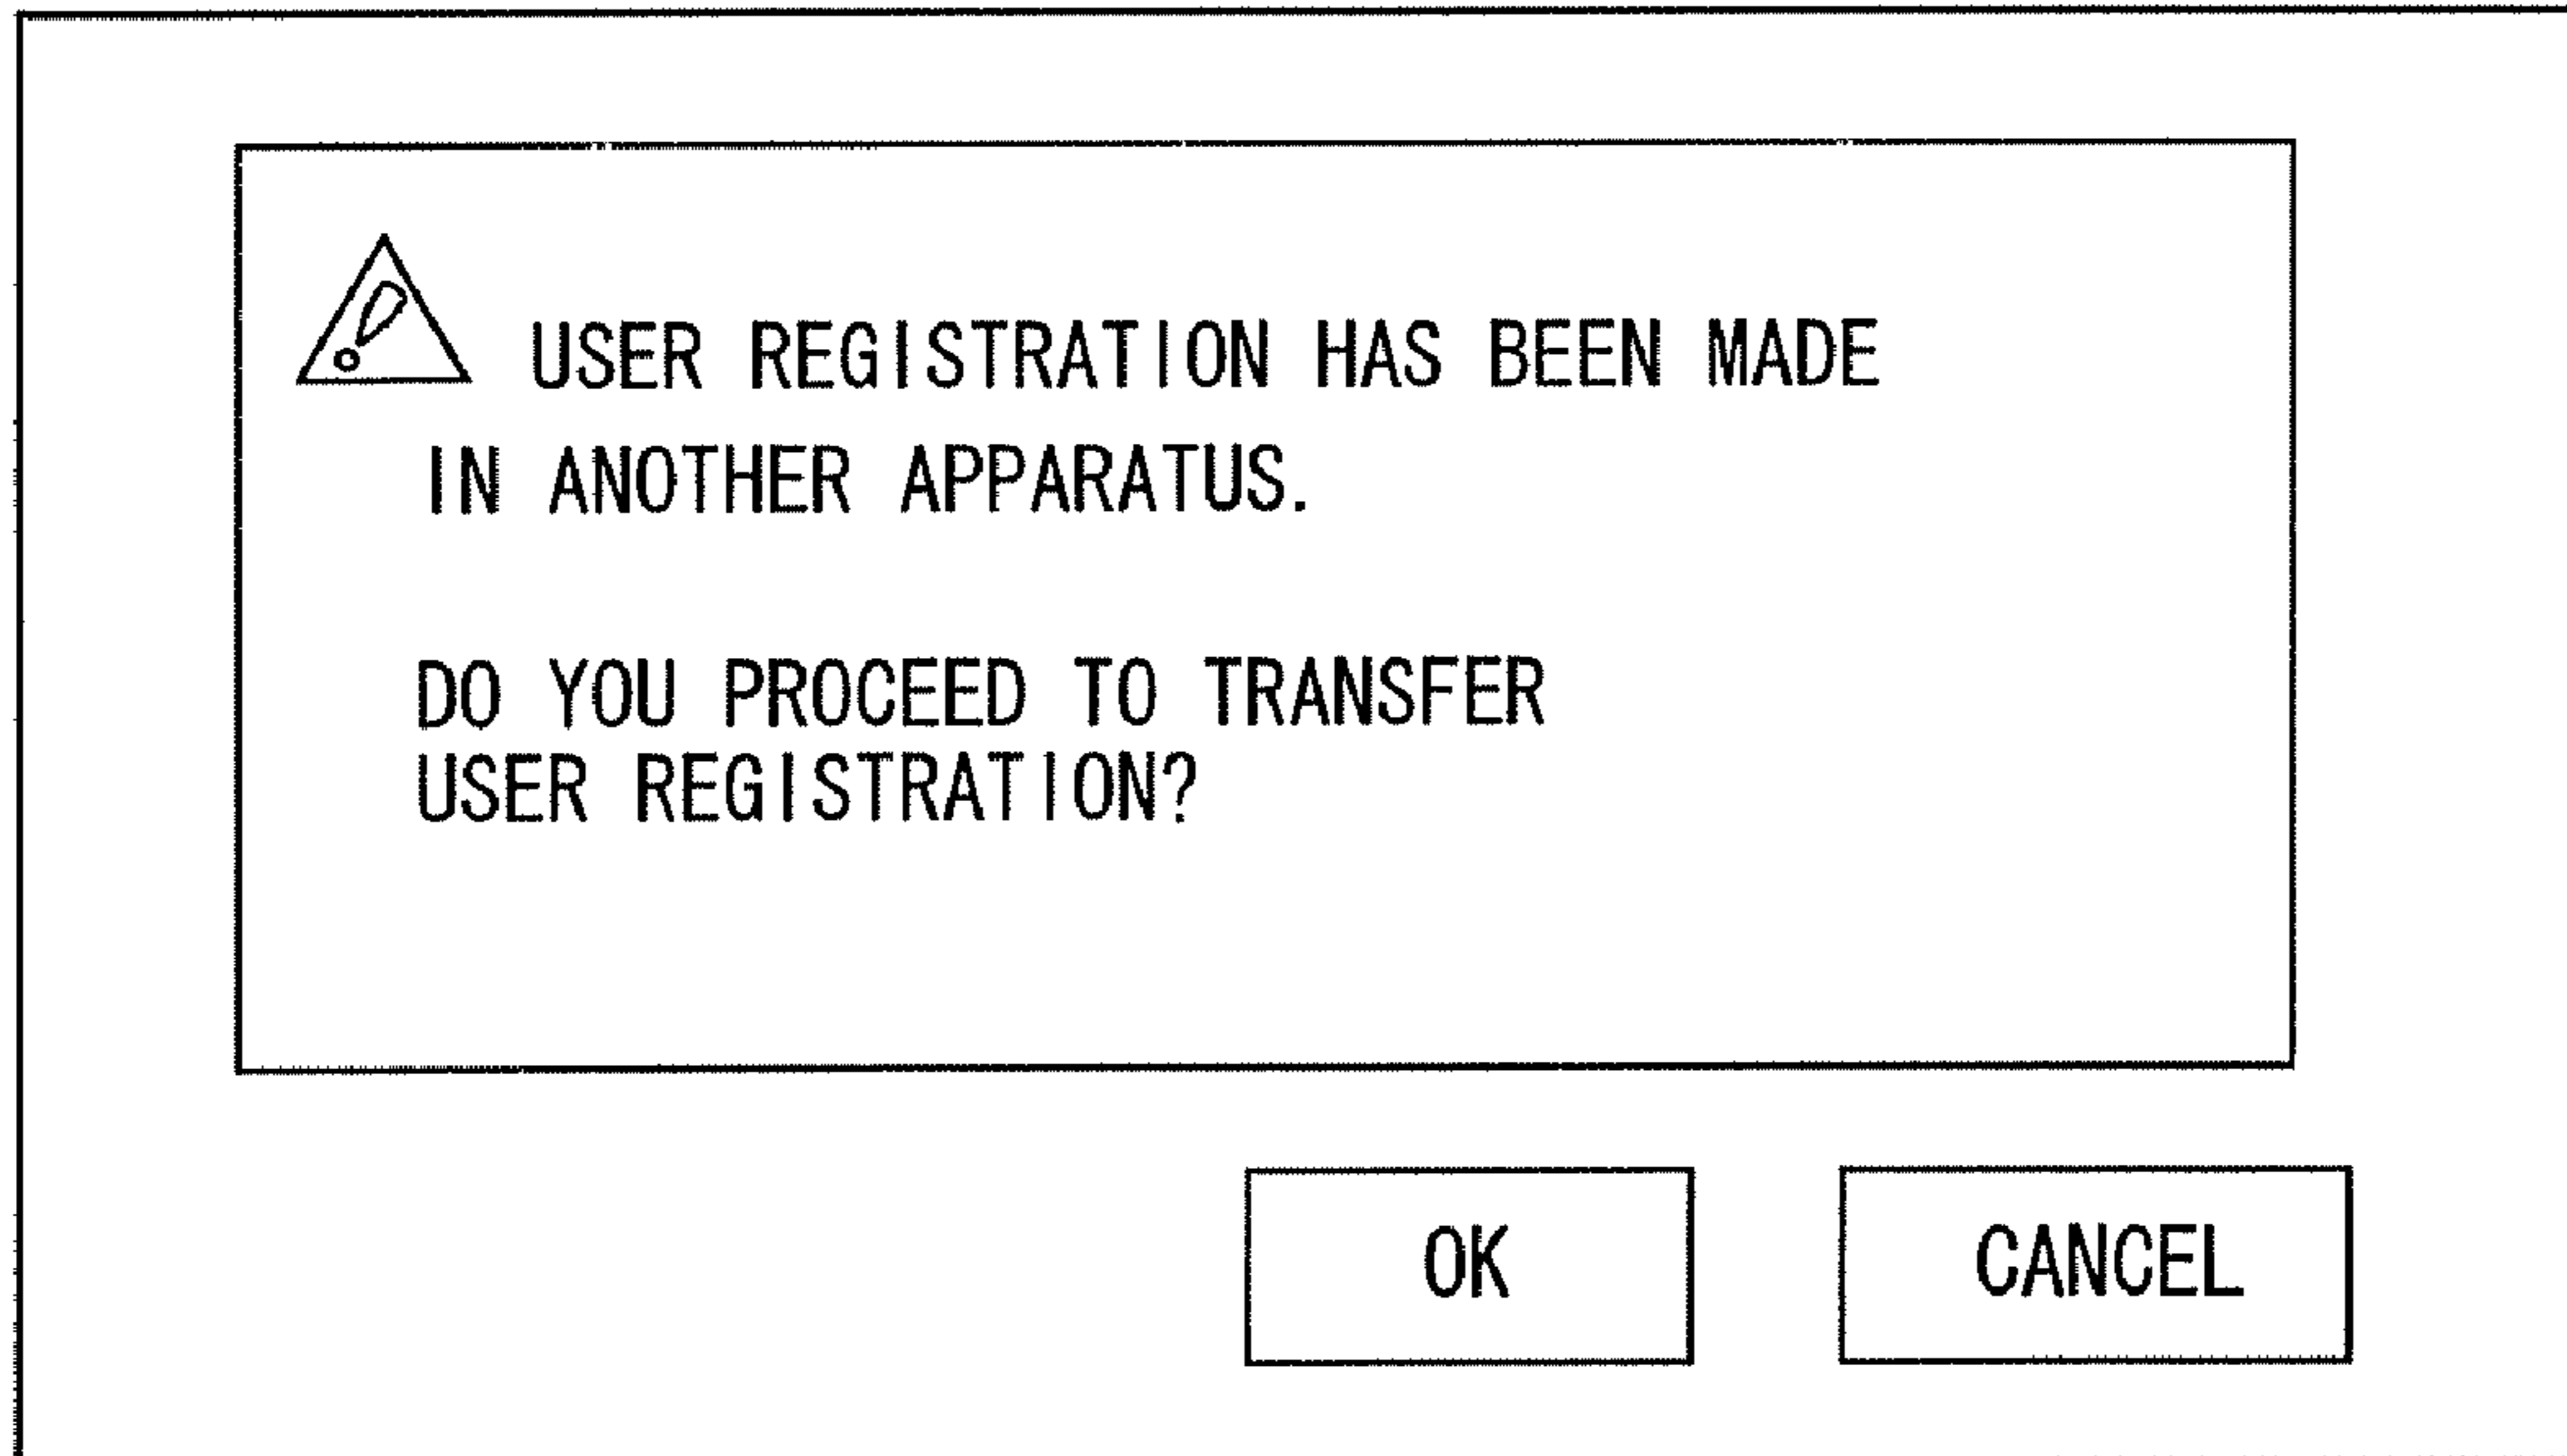 USER REGISTRATION HAS BEEN MADE
IN ANOTHER APPARATUS.
DO YOU PROCEED TO TRANSFER
USER REGISTRATION?
OK
CANCEL